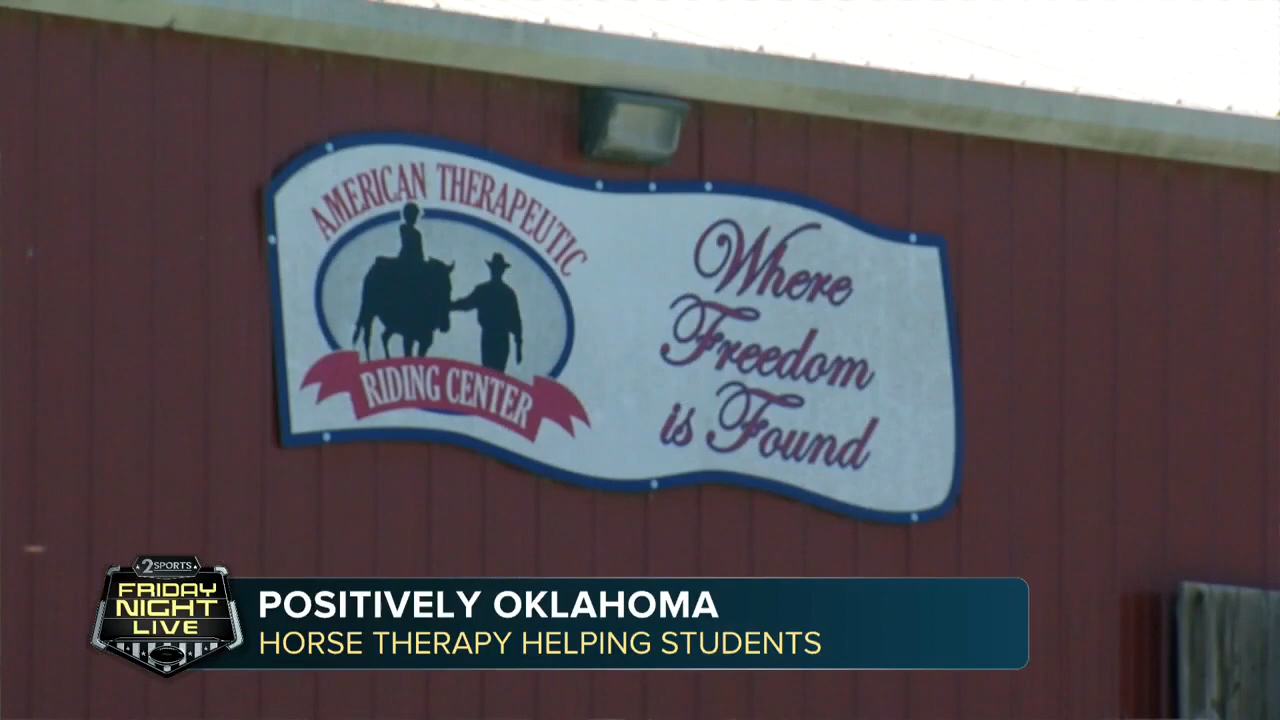 AMERICAN THERAPEUTIC
RIDING CENTER
Where
Freedom
is Found
2 SPORTS
FRIDAY
NIGHT
LIVE
POSITIVELY OKLAHOMA
HORSE THERAPY HELPING STUDENTS